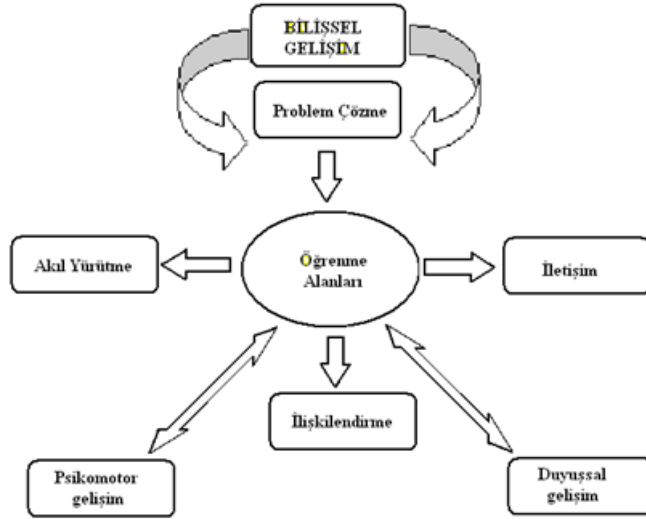 BİLİŞSEL
GELİŞİM
Problem Çözme
Akıl Yürütme
Öğrenme
Alanları
İletişim
İlişkilendirme
Psikomotor
gelişim
Duyuşsal
gelişim